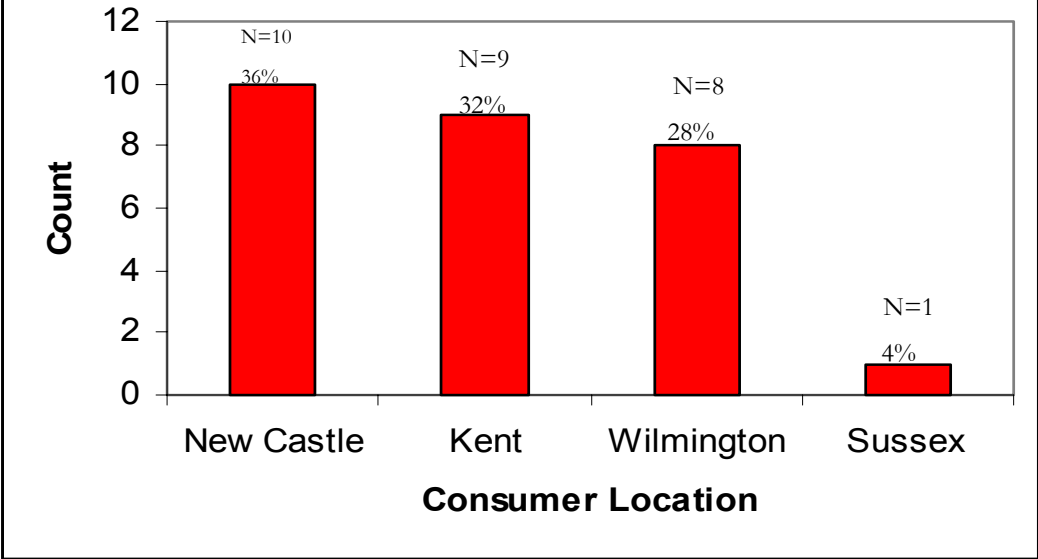 12
10
8
6
4
2
0
Count
N=10
36%
N=9
32%
N=8
28%
N=1
4%
New Castle
Kent
Wilmington
Sussex
Consumer Location